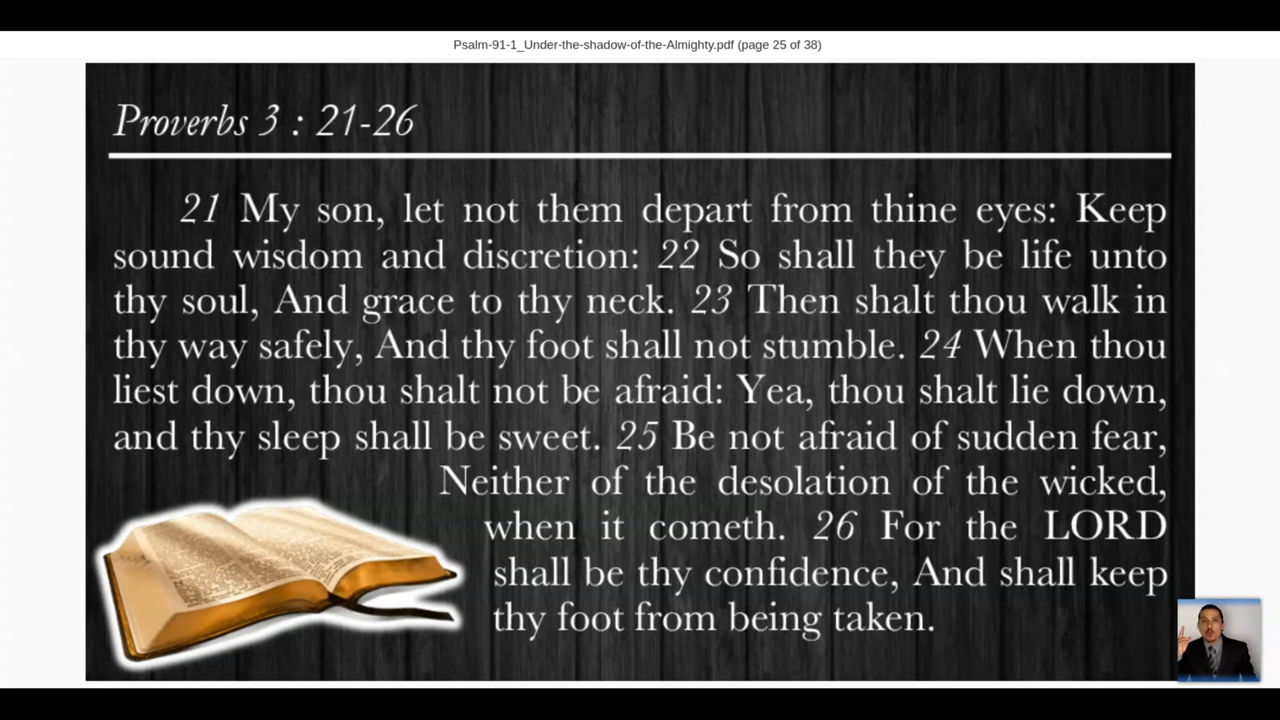 Psalm-91-1_Under-the-shadow-of-the-Almighty.pdf (page 25 of 38)
Proverbs 3 : 21-26
21 My son, let not them depart from thine eyes: Keep
sound wisdom and discretion: 22 So shall they be life unto
thy soul, And grace to thy neck. 23 Then shalt thou walk in
thy way safely, And thy foot shall not stumble. 24 When thou
liest down, thou shalt not be afraid: Yea, thou shalt lie down,
and thy sleep shall be sweet. 25 Be not afraid of sudden fear,
Neither of the desolation of the wicked,
when it cometh. 26 For the LORD
shall be thy confidence, And shall keep
thy foot from being taken.